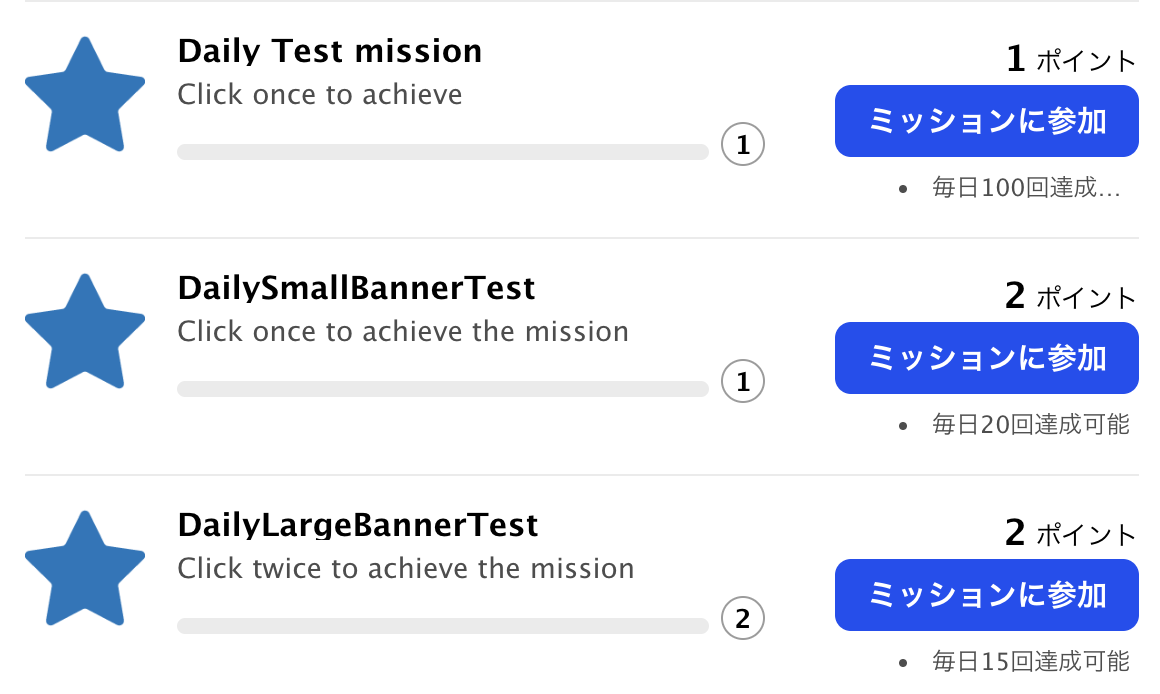 Daily Test mission
Click once to achieve
1
1 ポイント
ミッションに参加
• 毎日100回達成…
DailySmallBannerTest
Click once to achieve the mission
1
2 ポイント
ミッションに参加
• 毎日20回達成可能
DailyLargeBannerTest
Click twice to achieve the mission
2
2 ポイント
ミッションに参加
• 毎日15回達成可能